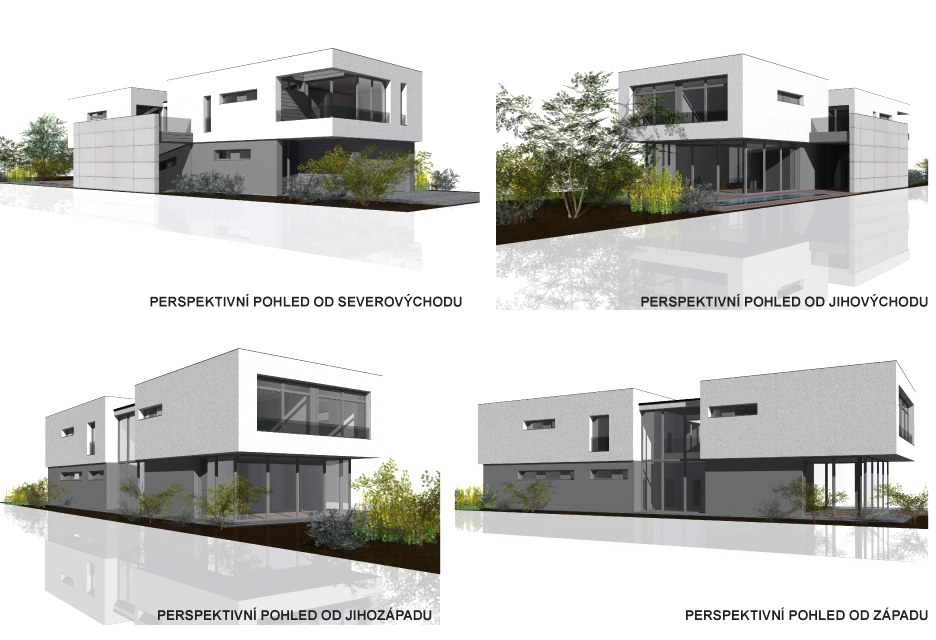 PERSPEKTIVNÍ POHLED OD SEVEROVÝCHODU
PERSPEKTIVNÍ POHLED OD JIHOVÝCHODU
PERSPEKTIVNÍ POHLED OD JIHOZÁPADU
PERSPEKTIVNÍ POHLED OD ZÁPADU